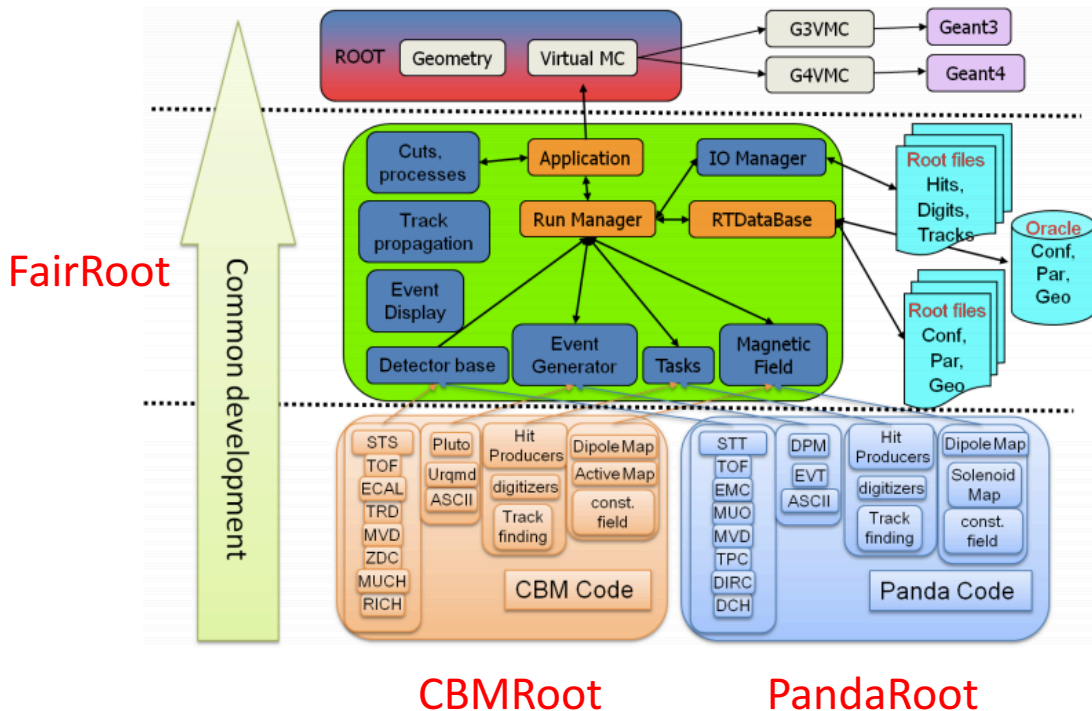 ROOT
Geometry
Virtual MC
G3VMC
Geant3
G4VMC
Geant4
FairRoot
Common development
Cuts,
processes
Application
IO Manager
Track
propagation
Run Manager
RTDataBase
Event
Display
Detector base
Event
Generator
Tasks
Magnetic
Field
Root files
Hits,
Digits,
Tracks
Oracle
Conf,
Par,
Geo
Root files
Conf,
Par,
Geo
STS
TOF
ECAL
TRD
MVD
ZDC
MUCH
RICH
Pluto
Urqmd
ASCII
Hit
Producers
digitizers
Track
finding
Dipole Map
Active Map
const.
field
CBM Code
STT
TOF
EMC
MUO
MVD
TPC
DIRC
DCH
DPM
EVT
ASCII
Hit
Producers
digitizers
Track
finding
Dipole Map
Solenoid
Map
const.
field
Panda Code
CBMRoot
PandaRoot